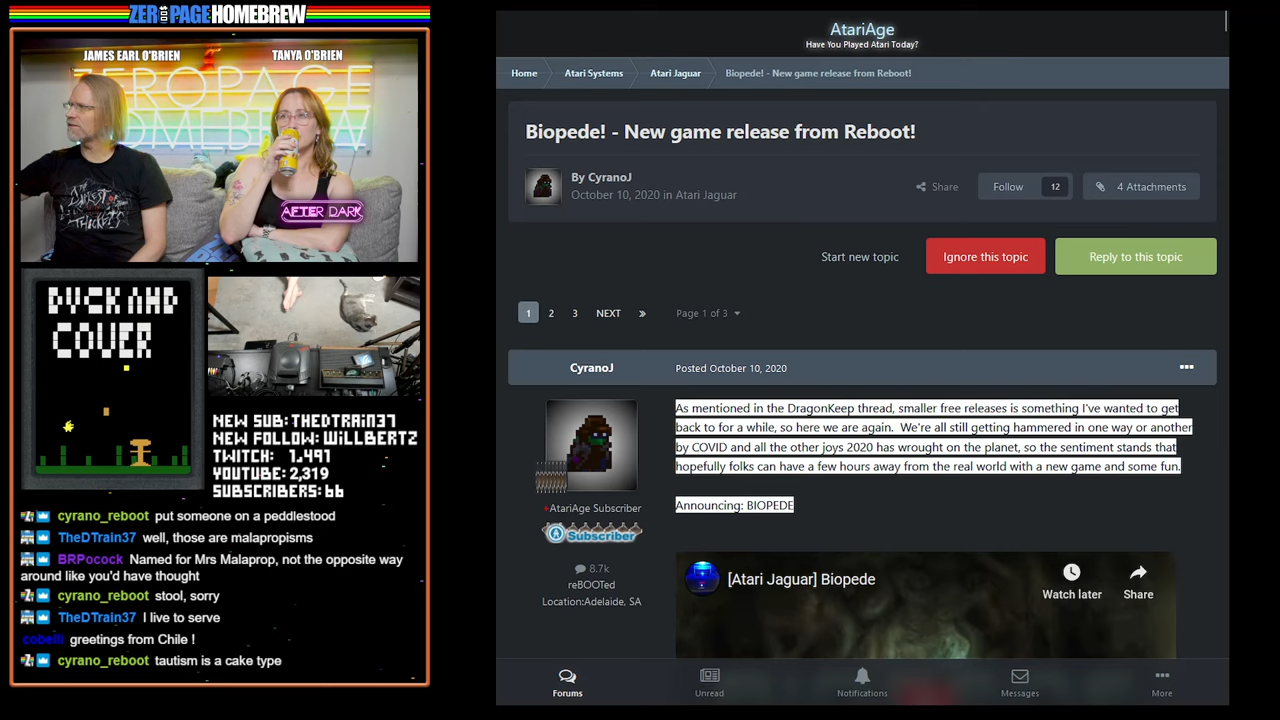 ZEROPAGE HOMEBREW
JAMES EARL O'BRIEN
TANYA O'BRIEN
ZEROPAGE
HOMEBREW
AFTER DARK
DUCK AND
COVER
NEW SUB: THEDTRAIN37
NEW FOLLOW: WILLBERTZ
TWITCH: 1,491
YOUTUBE: 2,319
SUBSCRIBERS: 66
cyrano_reboot put someone on a peddlestood
TheDTrain37 well, those are malapropisms
BRPocock Named for Mrs Malaprop, not the opposite way
around like you'd have thought
cyrano_reboot stool, sorry
TheDTrain37 I live to serve
greetings from Chile !
cyrano_reboot tautism is a cake type
AtariAge
Have You Played Atari Today?
Home
Atari Systems
Atari Jaguar
Biopede! - New game release from Reboot!
Biopede! - New game release from Reboot!
By CyranoJ
October 10, 2020 in Atari Jaguar
Share
Follow 12
4 Attachments
Start new topic
Ignore this topic
Reply to this topic
1 2 3 NEXT » Page 1 of 3
CyranoJ
Posted October 10, 2020
+AtariAge Subscriber
Subscriber
8.7k
reBOOTed
Location:Adelaide, SA
As mentioned in the DragonKeep thread, smaller free releases is something I've wanted to get
back to for a while, so here we are again. We're all still getting hammered in one way or another
by COVID and all the other joys 2020 has wrought on the planet, so the sentiment stands that
hopefully folks can have a few hours away from the real world with a new game and some fun.
Announcing: BIOPEDE
[Atari Jaguar] Biopede
Watch later
Share
Forums
Unread
Notifications
Messages
More